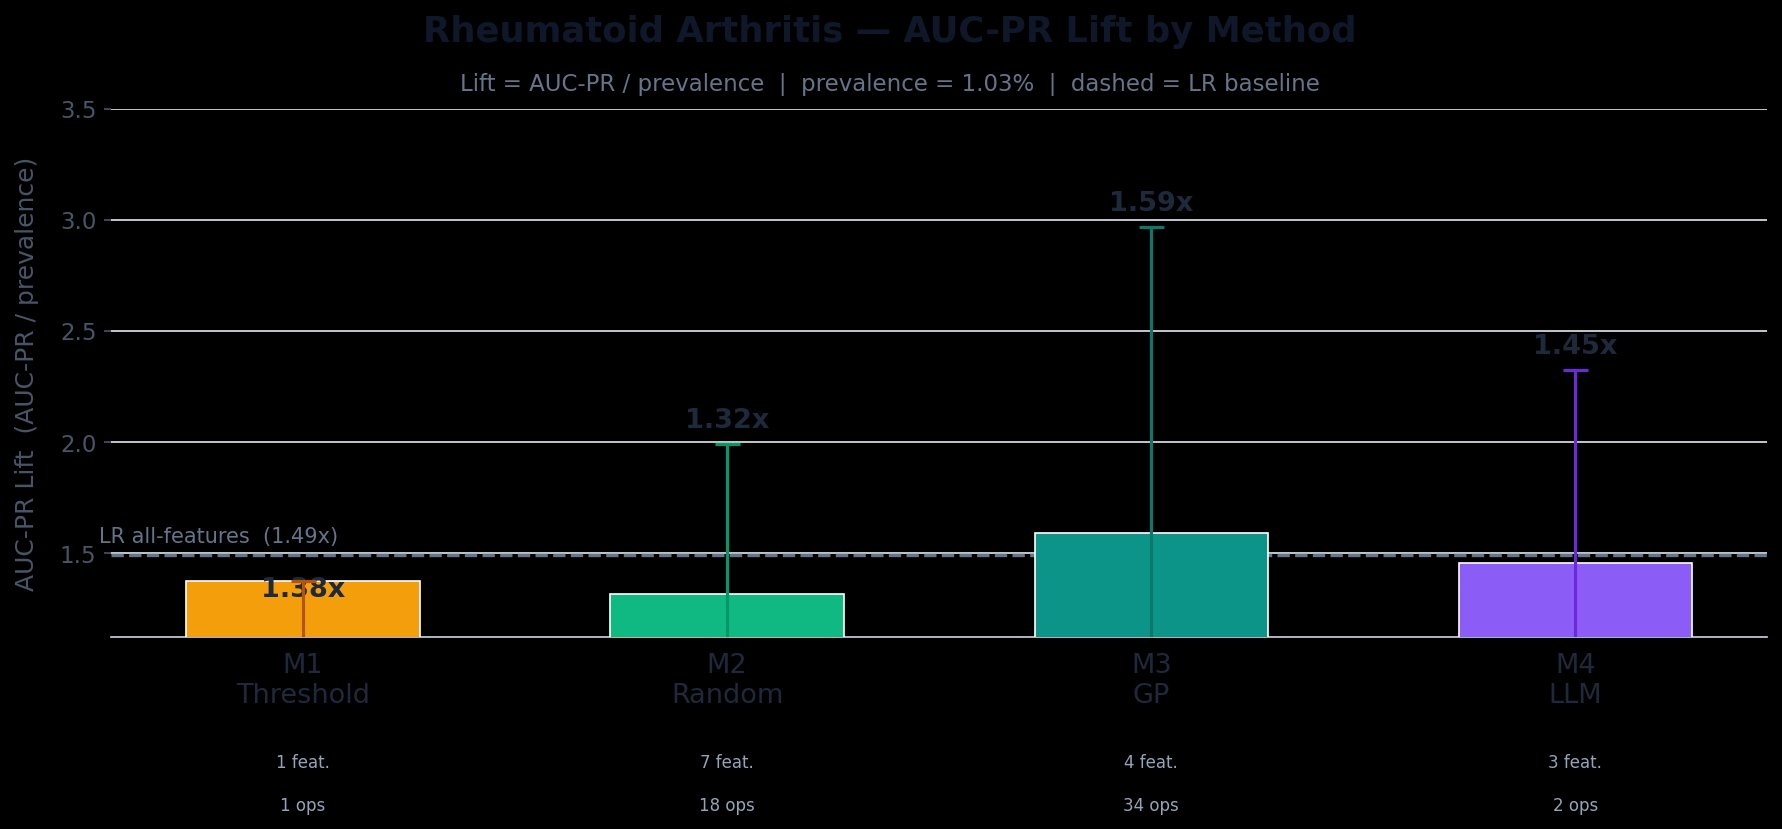 Rheumatoid Arthritis — AUC-PR Lift by Method
Lift = AUC-PR / prevalence | prevalence = 1.03% | dashed = LR baseline
AUC-PR Lift (AUC-PR / prevalence)
3.5
3.0
2.5
2.0
1.5
LR all-features (1.49x)
1.38x
1.32x
1.59x
1.45x
M1
Threshold
M2
Random
M3
GP
M4
LLM
1 feat.
7 feat.
4 feat.
3 feat.
1 ops
18 ops
34 ops
2 ops